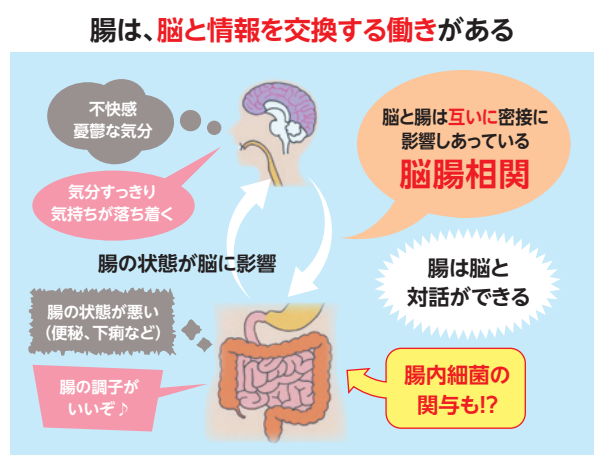 腸は、脳と情報を交換する働きがある
不快感
憂鬱な気分
気分すっきり
気持ちが落ち着く
脳と腸は互いに密接に
影響しあっている
脳腸相関
腸の状態が脳に影響
腸は脳と
対話ができる
腸の状態が悪い
(便秘、下痢など)
腸の調子が
いいぞ♪
腸内細菌の
関与も!?